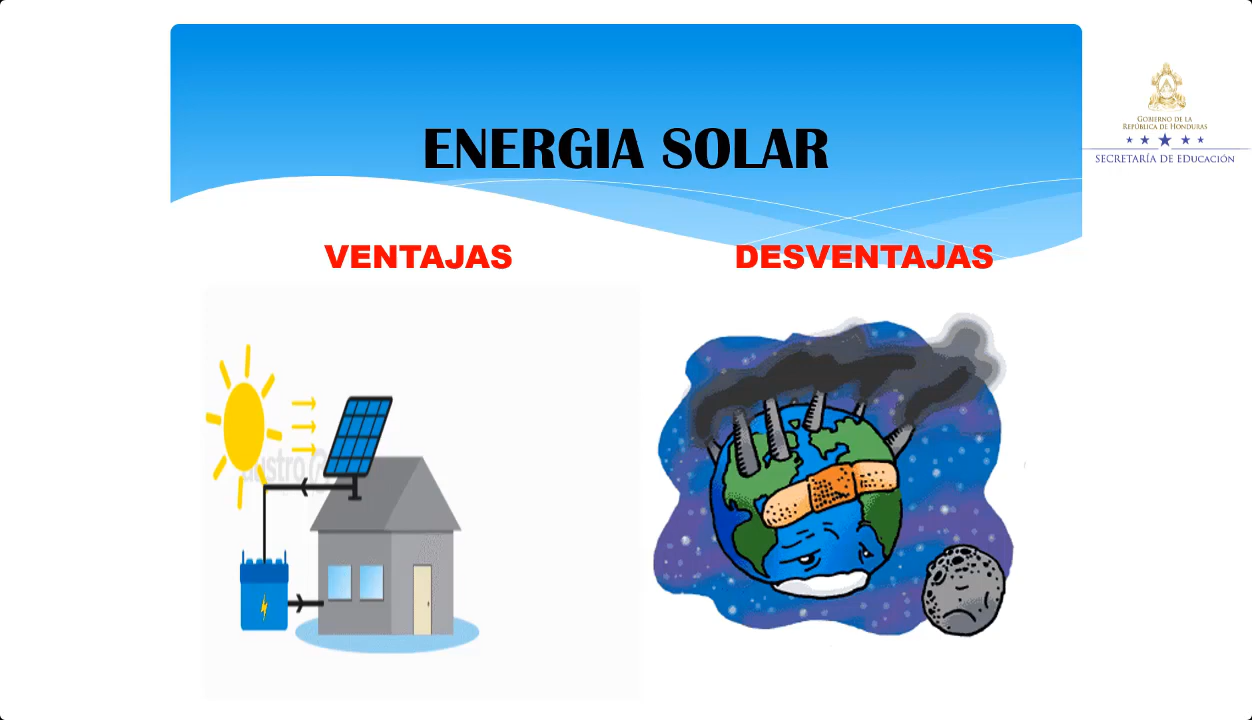 ENERGIA SOLAR
GOBIERNO DE LA
REPÚBLICA DE HONDURAS
SECRETARÍA DE EDUCACIÓN
VENTAJAS
DESVENTAJAS